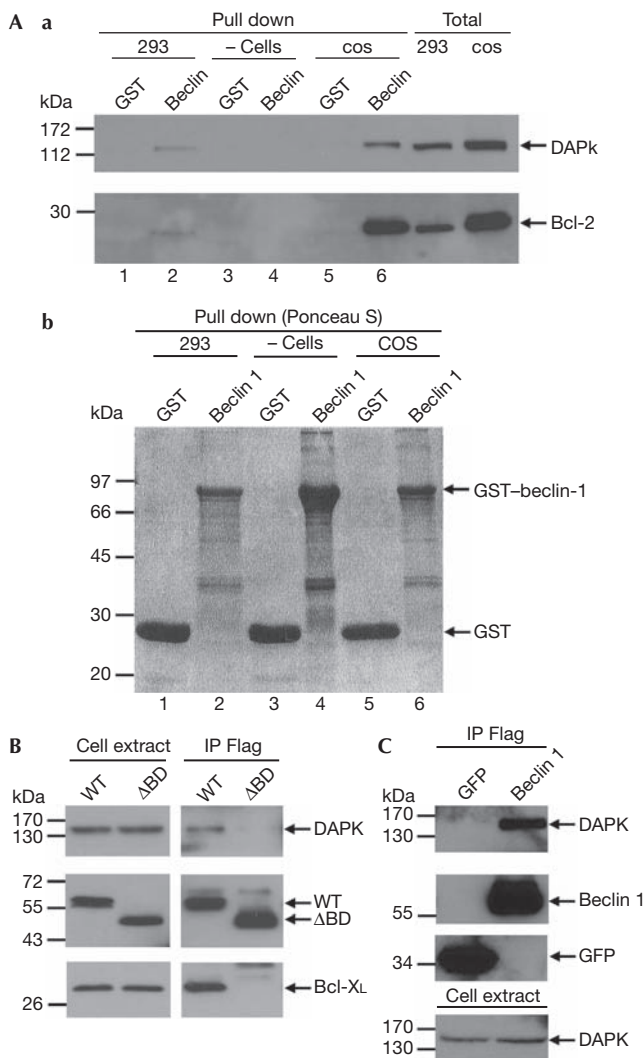 A a
Pull down Total
293 – Cells cos 293 cos
GST Beclin GST Beclin GST Beclin
kDa
172
112
DAPk
30
Bcl-2
1 2 3 4 5 6
b
Pull down (Ponceau S)
293 – Cells COS
GST Beclin 1 GST Beclin 1 GST Beclin 1
kDa
97
66
45
30
20
GST–beclin-1
GST
1 2 3 4 5 6
B
Cell extract IP Flag
WT ΔBD WT ΔBD
kDa
170
130
DAPK
72
55
43
WT
ΔBD
26
Bcl-XL
C
IP Flag
GFP Beclin 1
kDa
170
130
DAPK
55
Beclin 1
34
GFP
Cell extract
170
130
DAPK